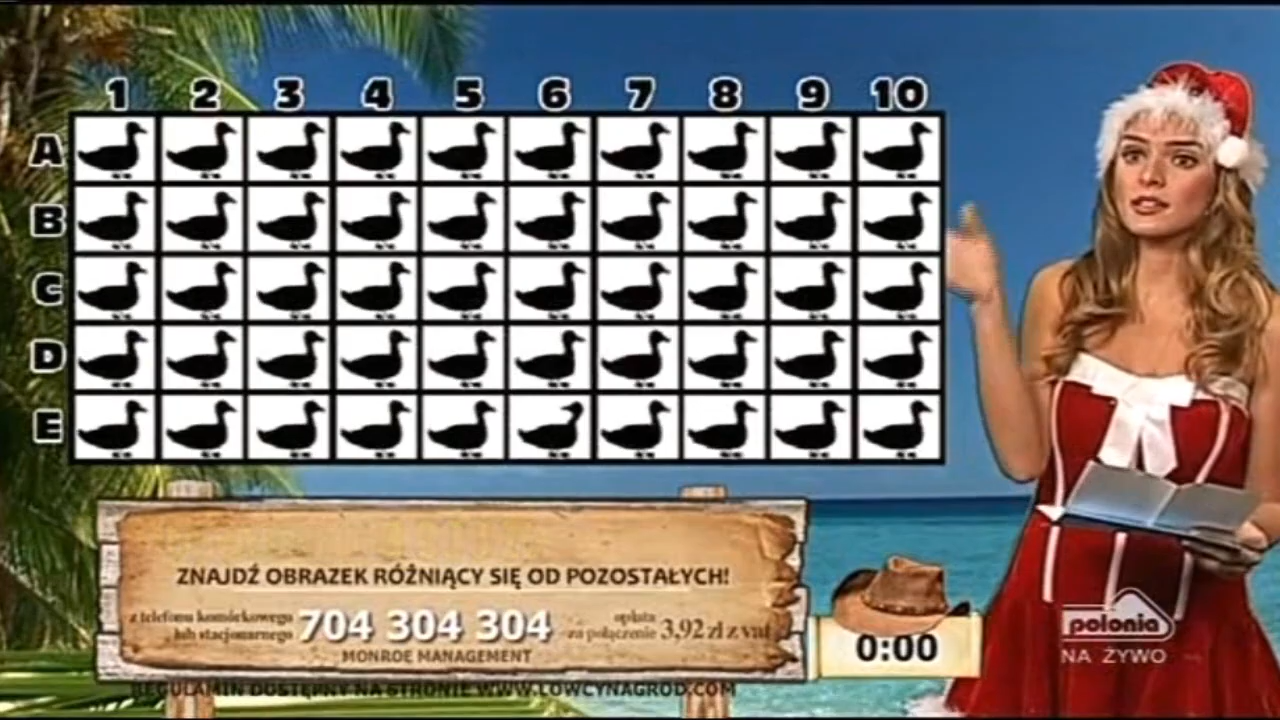 1 2 3 4 5 6 7 8 9 10
A
B
C
D
E
ZNAJDŹ OBRAZEK RÓŻNIĄCY SIĘ OD POZOSTAŁYCH!
z telefonu komórkowego lub stacjonarnego 704 304 304 opłata za połączenie 3,92 zł z vat
MONROE MANAGEMENT
0:00
polonia
NA ŻYWO
REGULAMIN DOSTĘPNY NA STRONIE WWW.LOWCYNAGROD.COM